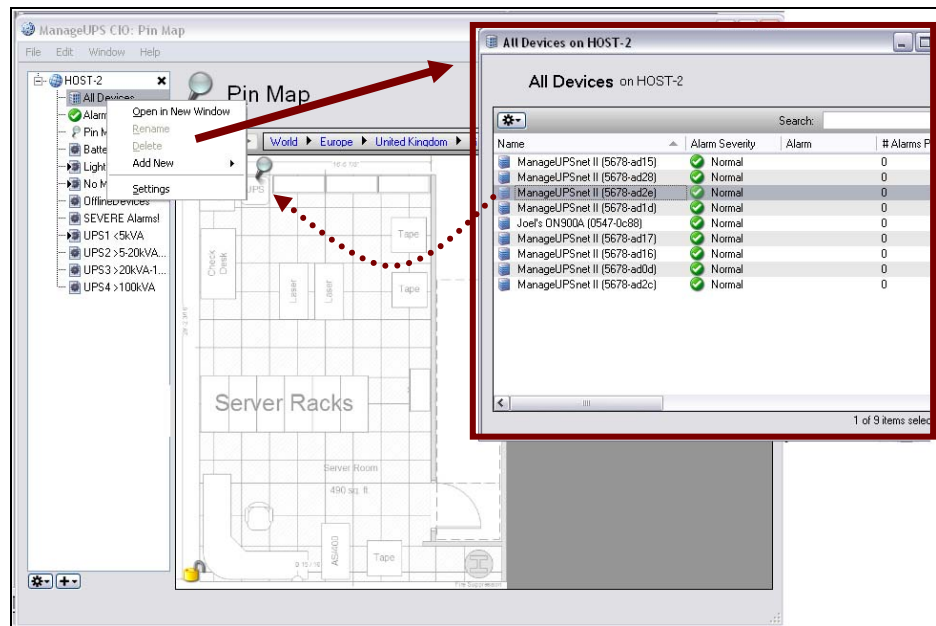 ManageUPS CIO: Pin Map
File Edit Window Help
HOST-2
All Devices
Alarm
Pin M
Batte
Light
No M
OfflineDevices
SEVERE Alarms!
UPS1 <5kVA
UPS2 >5-20kVA...
UPS3 >20kVA-1...
UPS4 >100kVA
Open in New Window
Rename
Delete
Add New
Settings
Pin Map
World Europe United Kingdom
UPS
Check Desk
Laser
Laser
Tape
Tape
Server Racks
Server Room
490 sq. ft.
AS/400
Tape
Fire Suppression
All Devices on HOST-2
All Devices on HOST-2
Search:
Name Alarm Severity Alarm # Alarms P
ManageUPSnet II (5678-ad15) Normal 0
ManageUPSnet II (5678-ad28) Normal 0
ManageUPSnet II (5678-ad2e) Normal 0
ManageUPSnet II (5678-ad1d) Normal 0
Joel's ON900A (0547-0c88) Normal 0
ManageUPSnet II (5678-ad17) Normal 0
ManageUPSnet II (5678-ad16) Normal 0
ManageUPSnet II (5678-ad0d) Normal 0
ManageUPSnet II (5678-ad2c) Normal 0
1 of 9 items selec